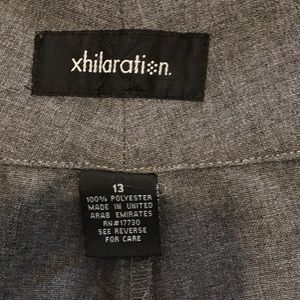 xhilaration.
13
100% POLYESTER
MADE IN UNITED
ARAB EMIRATES
RN#17730
SEE REVERSE
FOR CARE